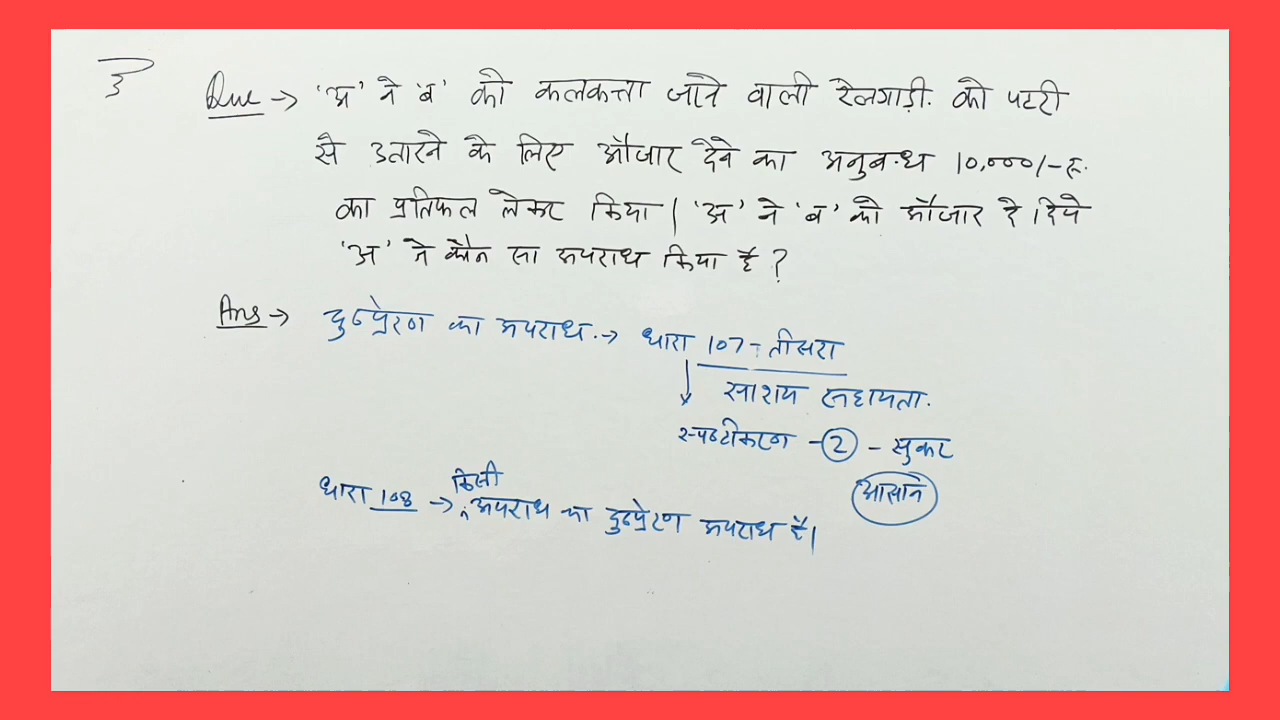 3
Que → 'अ' ने 'ब' को कलकत्ता जाने वाली रेलगाड़ी को पटरी
से उतारने के लिए औजार देने का अनुबन्ध 10,000/- रू.
का प्रतिफल लेकर किया। 'अ' ने 'ब' को औजार दे दिये
'अ' ने कौन सा अपराध किया है?
Ans → दुष्प्रेरण का अपराध → धारा 107 - तीसरा
साशय सहायता.
स्पष्टीकरण - 2 - सुकर
आसान
धारा 108 → किसी अपराध का दुष्प्रेरण अपराध है।